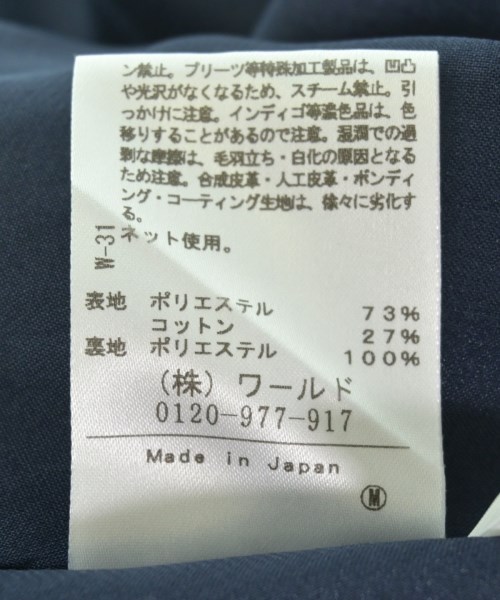 ン禁止。プリーツ等特殊加工製品は、凹凸
や光沢がなくなるため、スチーム禁止。引
っかけに注意。インディゴ等濃色品は、色
移りすることがあるので注意。湿潤での過
剰な摩擦は、毛羽立ち・白化の原因となる
ため注意。合成皮革・人工皮革・ボンディ
ング・コーティング生地は、徐々に劣化す
る。
ネット使用。
W-31
表地 ポリエステル 73%
コットン 27%
裏地 ポリエステル 100%
(株) ワールド
0120-977-917
Made in Japan
M